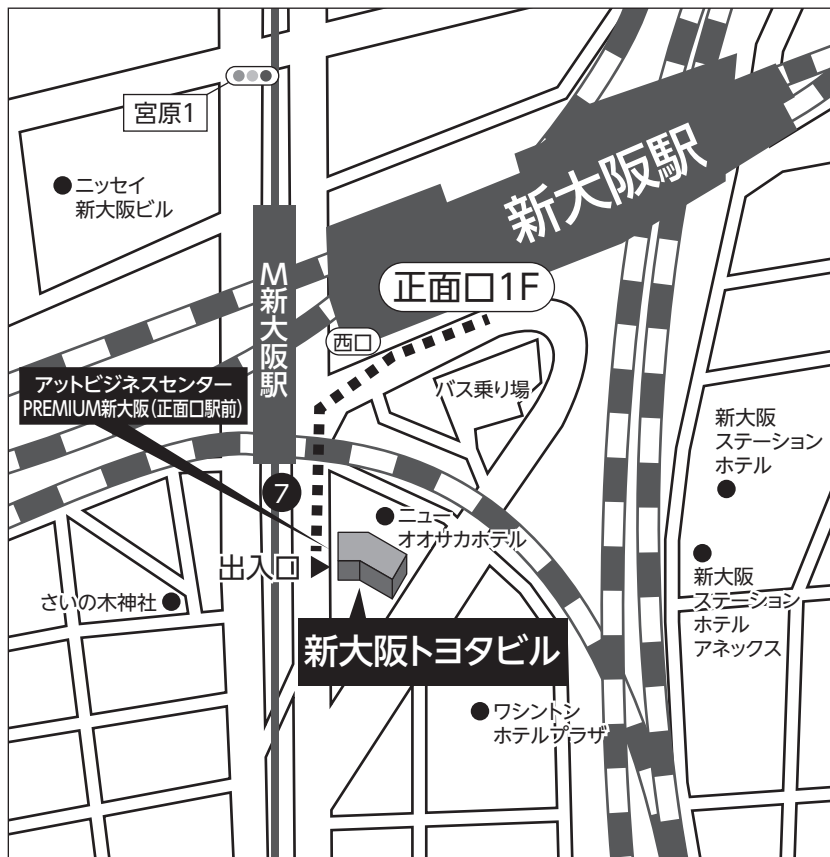 宮原1
ニッセイ
新大阪ビル
新大阪駅
M新大阪駅
正面口1F
西口
アットビジネスセンター
PREMIUM新大阪(正面口駅前)
バス乗り場
新大阪
ステーション
ホテル
7
ニュー
オオサカホテル
出入口
新大阪
ステーション
ホテル
アネックス
さいの木神社
新大阪トヨタビル
ワシントン
ホテルプラザ